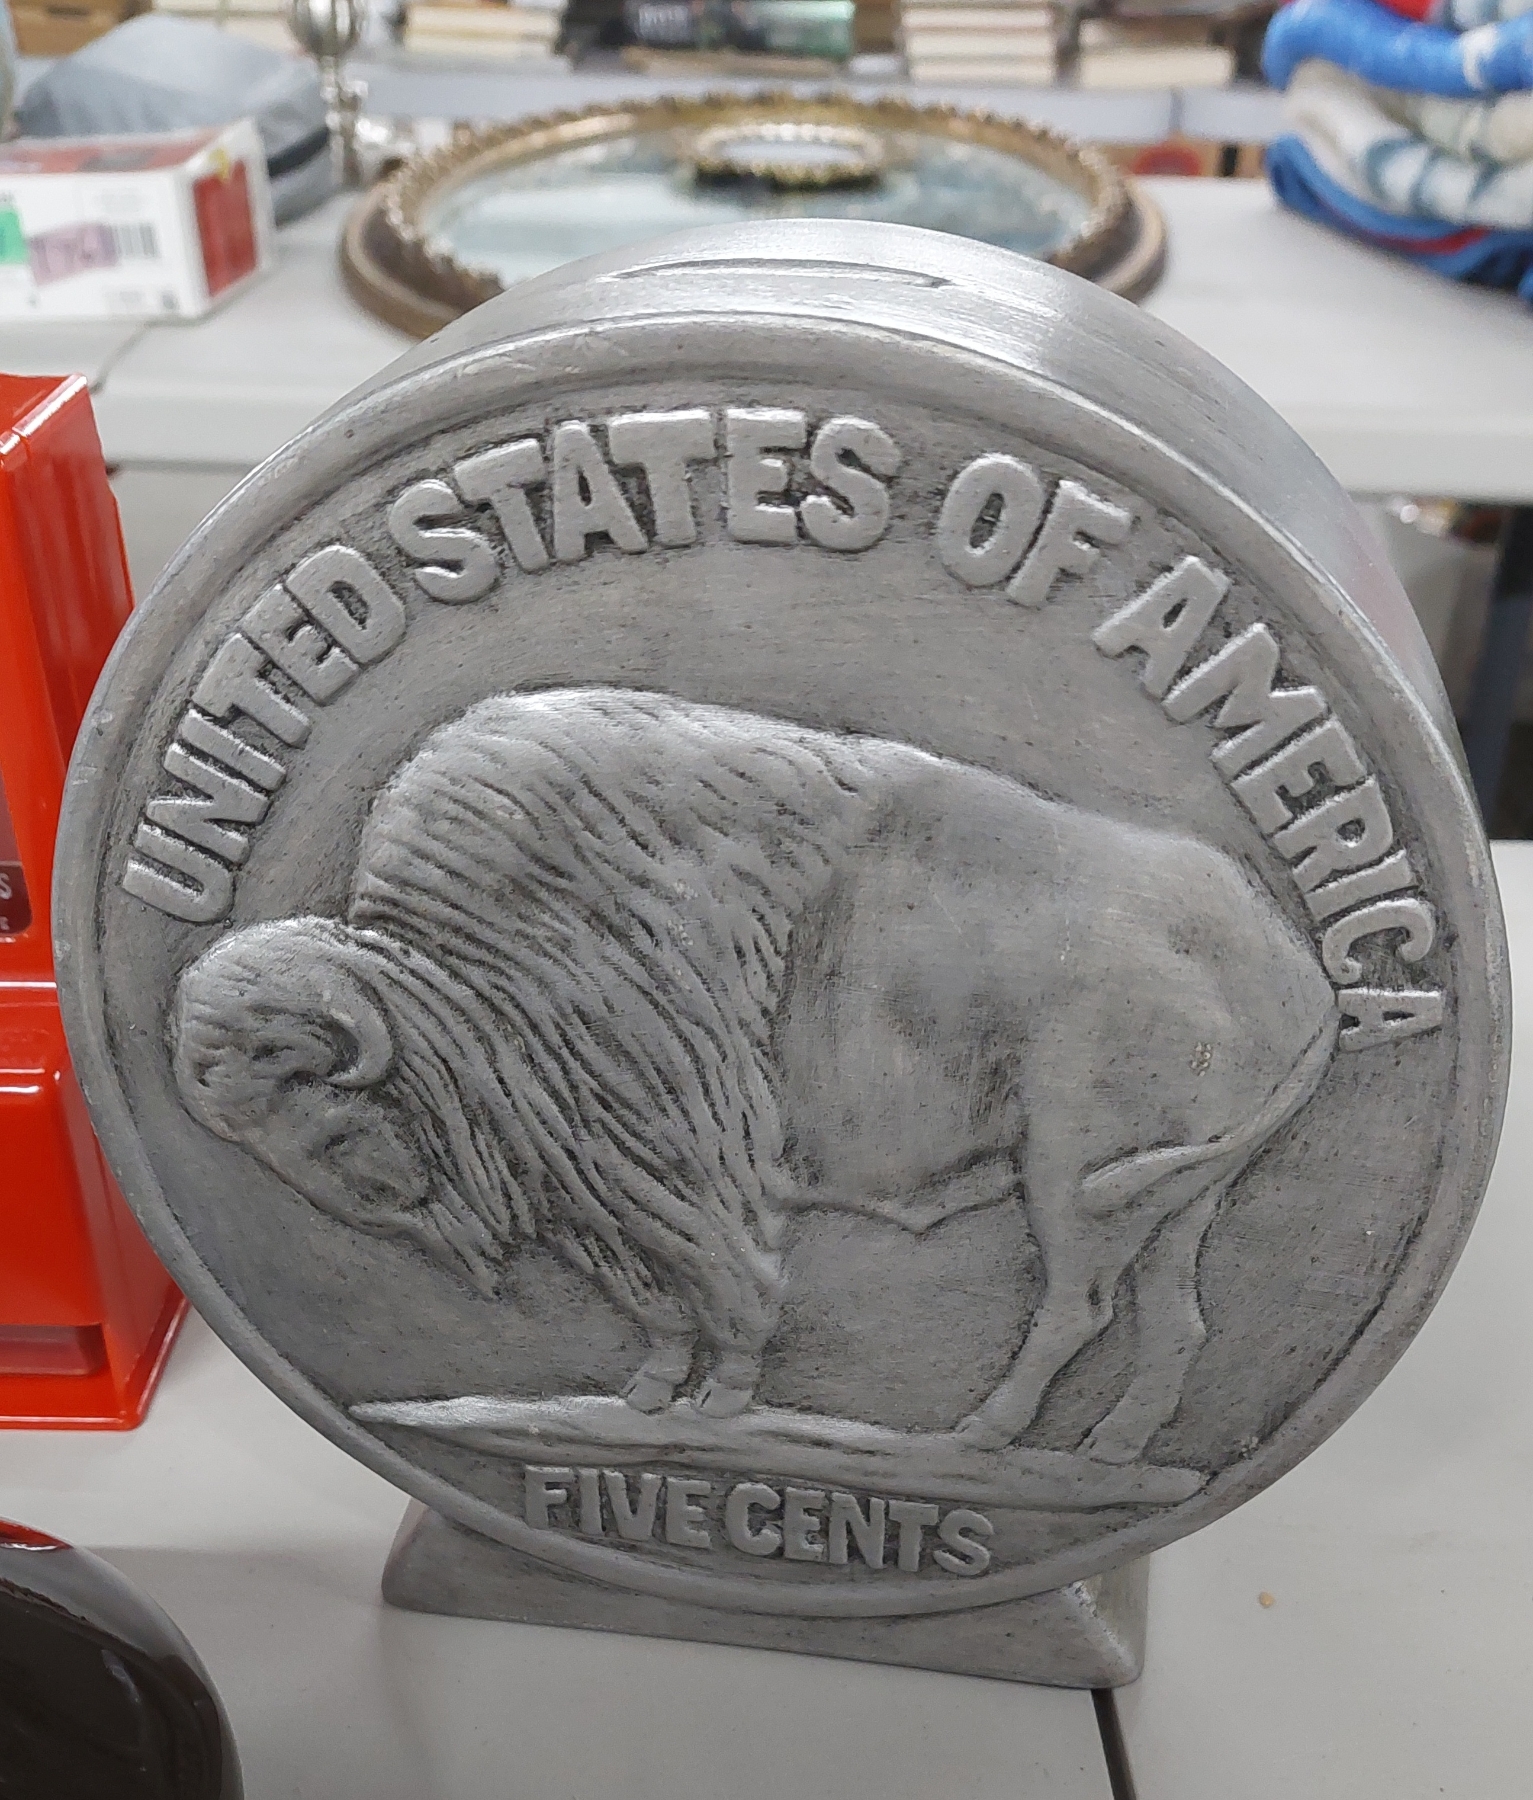 UNITED STATES OF AMERICA
FIVE CENTS